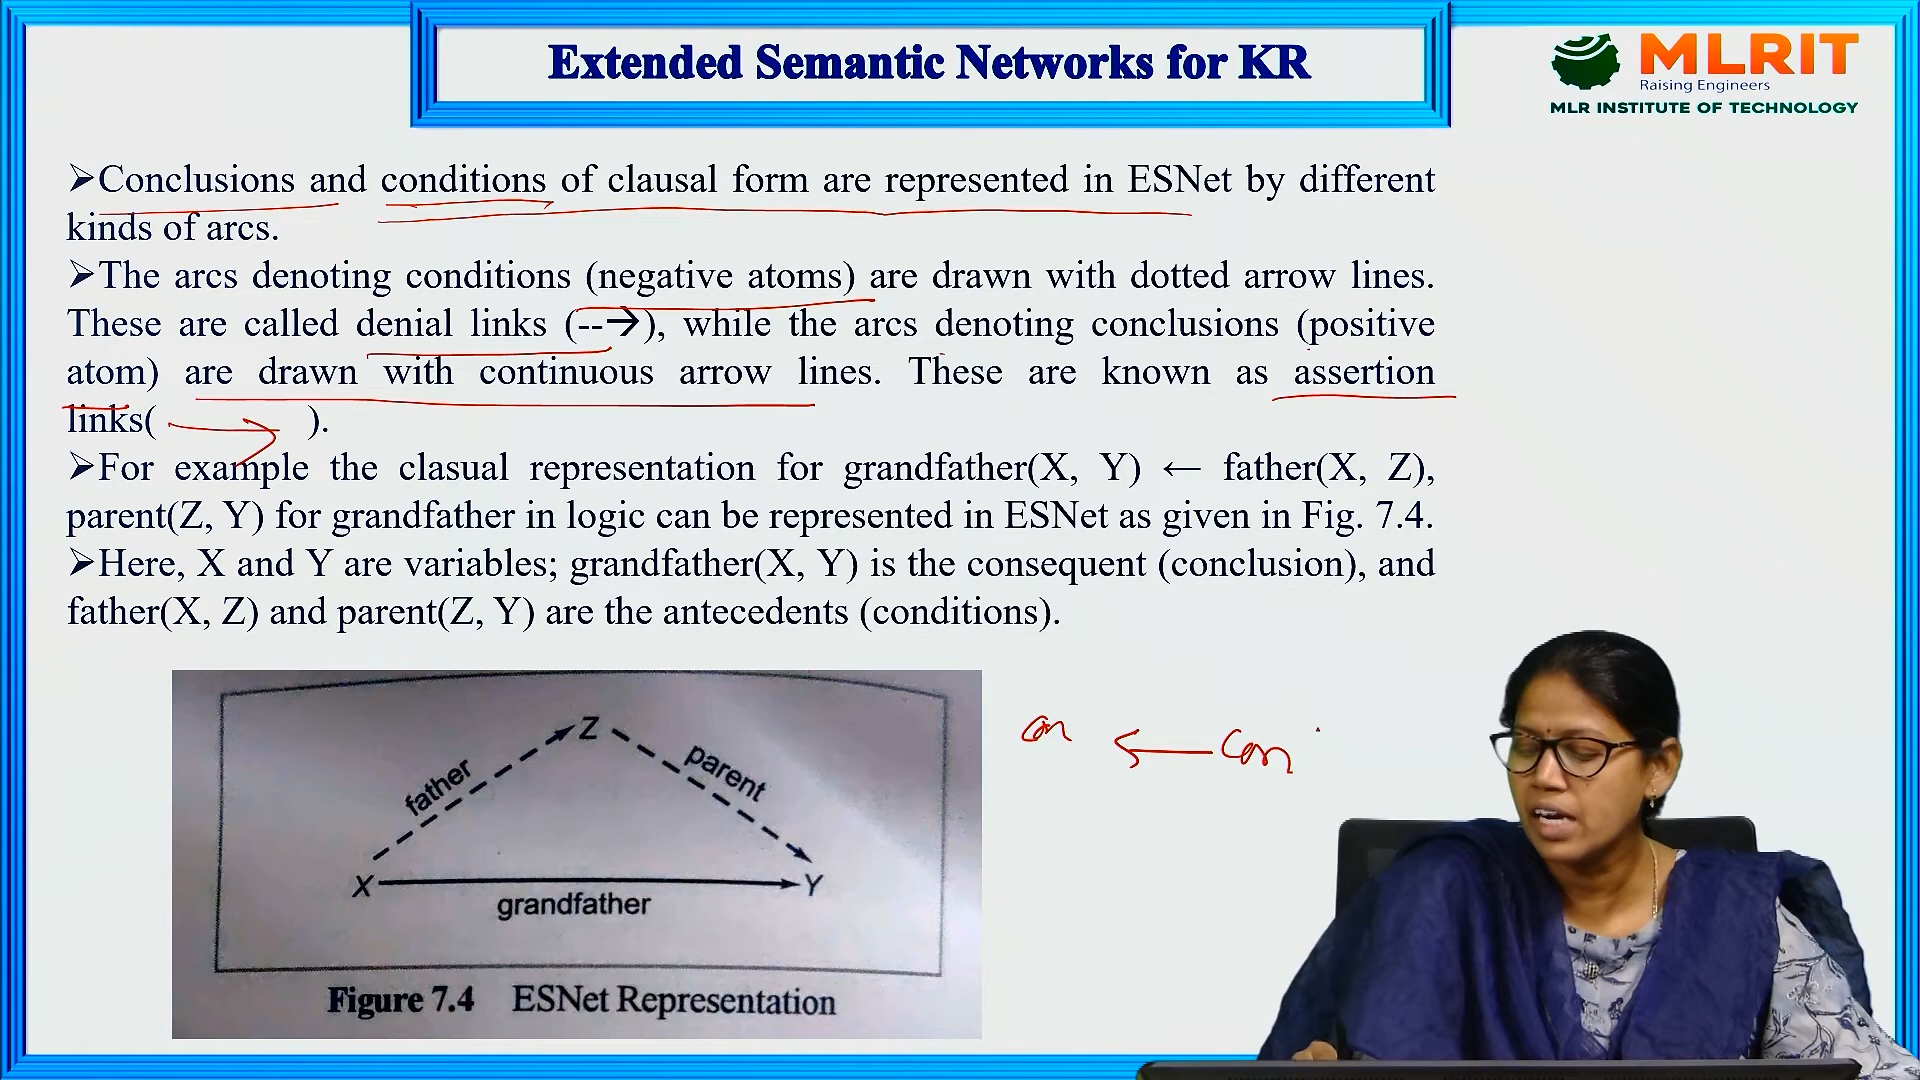 Extended Semantic Networks for KR
MLRIT
Raising Engineers
MLR INSTITUTE OF TECHNOLOGY
➢Conclusions and conditions of clausal form are represented in ESNet by different
kinds of arcs.
➢The arcs denoting conditions (negative atoms) are drawn with dotted arrow lines.
These are called denial links (--→), while the arcs denoting conclusions (positive
atom) are drawn with continuous arrow lines. These are known as assertion
links( ).
➢For example the clasual representation for grandfather(X, Y) ← father(X, Z),
parent(Z, Y) for grandfather in logic can be represented in ESNet as given in Fig. 7.4.
➢Here, X and Y are variables; grandfather(X, Y) is the consequent (conclusion), and
father(X, Z) and parent(Z, Y) are the antecedents (conditions).
Z
father
parent
X
Y
grandfather
Figure 7.4 ESNet Representation
con ← Con